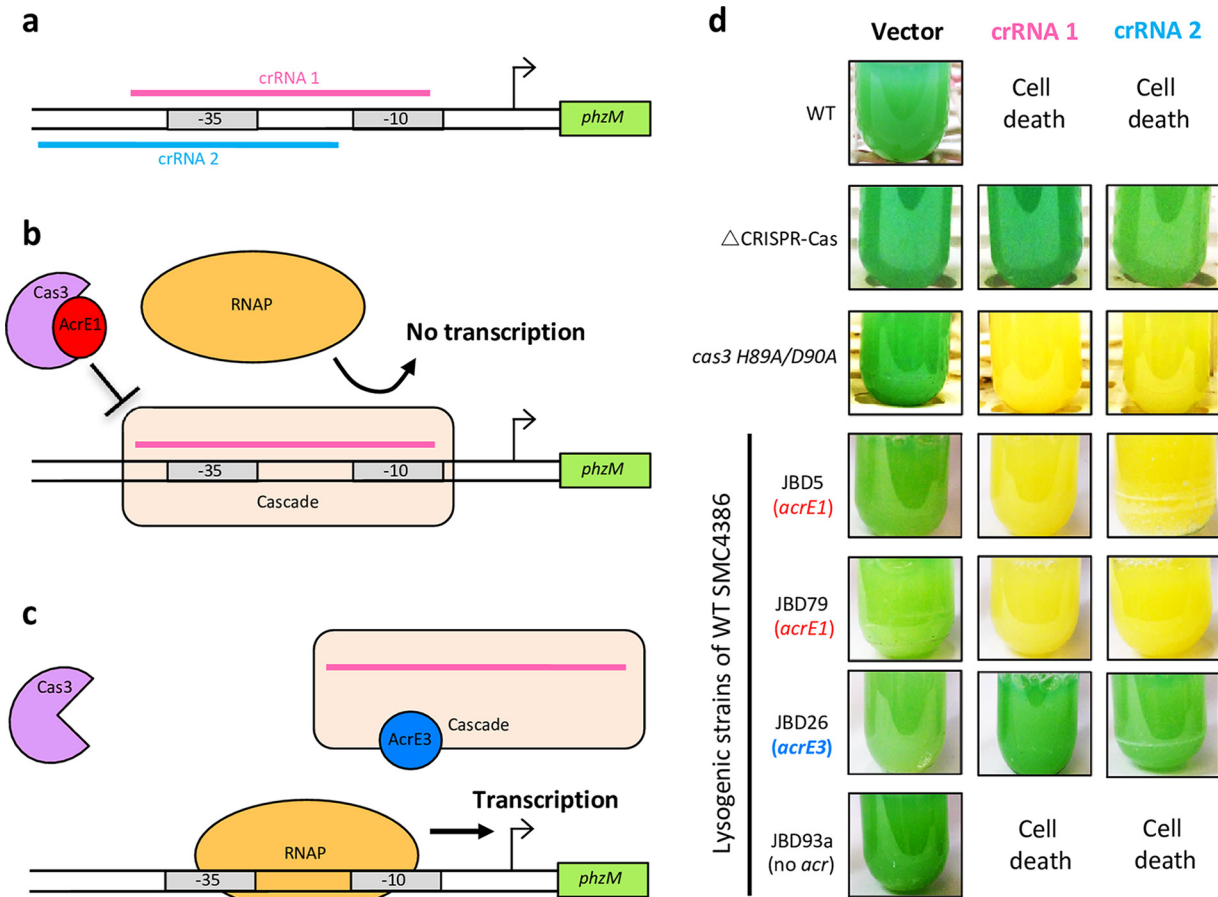 a
crRNA 1
-35
-10
phzM
crRNA 2
b
Cas3
AcrE1
RNAP
No transcription
-35
-10
phzM
Cascade
c
Cas3
Cascade
AcrE3
Transcription
RNAP
-35
-10
phzM
d
Vector
crRNA 1
crRNA 2
WT
Cell
death
Cell
death
△CRISPR-Cas
cas3 H89A/D90A
Lysogenic strains of WT SMC4386
JBD5
(acrE1)
JBD79
(acrE1)
JBD26
(acrE3)
JBD93a
(no acr)
Cell
death
Cell
death